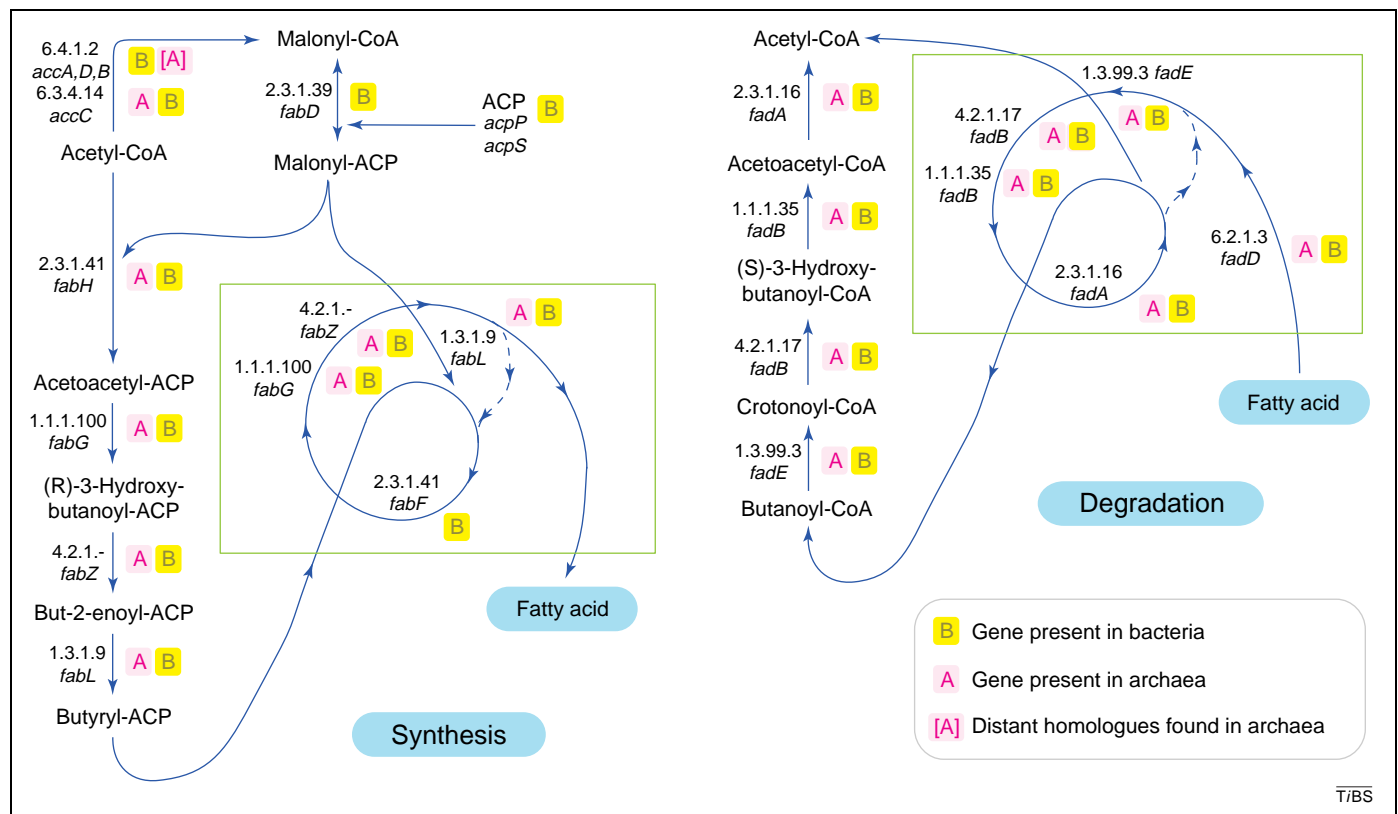 6.4.1.2
accA,D,B
B [A]
6.3.4.14
accC
A B
Acetyl-CoA
Malonyl-CoA
2.3.1.39
fabD
B
ACP
acpP
acpS
B
Malonyl-ACP
2.3.1.41
fabH
A B
Acetoacetyl-ACP
1.1.1.100
fabG
A B
(R)-3-Hydroxy-
butanoyl-ACP
4.2.1.-
fabZ
A B
But-2-enoyl-ACP
1.3.1.9
fabL
A B
Butyryl-ACP
4.2.1.-
fabZ
A B
1.1.1.100
fabG
A B
1.3.1.9
fabL
A B
2.3.1.41
fabF
B
Fatty acid
Synthesis
Acetyl-CoA
2.3.1.16
fadA
A B
Acetoacetyl-CoA
1.1.1.35
fadB
A B
(S)-3-Hydroxy-
butanoyl-CoA
4.2.1.17
fadB
A B
Crotonoyl-CoA
1.3.99.3
fadE
A B
Butanoyl-CoA
1.3.99.3 fadE
A B
4.2.1.17
fadB
A B
1.1.1.35
fadB
A B
2.3.1.16
fadA
A B
6.2.1.3
fadD
A B
Fatty acid
Degradation
B Gene present in bacteria
A Gene present in archaea
[A] Distant homologues found in archaea
TiBS